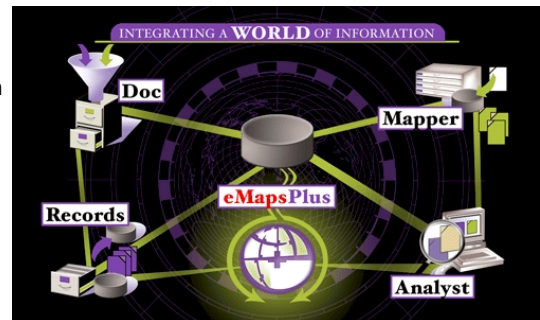 INTEGRATING A WORLD OF INFORMATION
Doc
Mapper
eMapsPlus
Records
Analyst